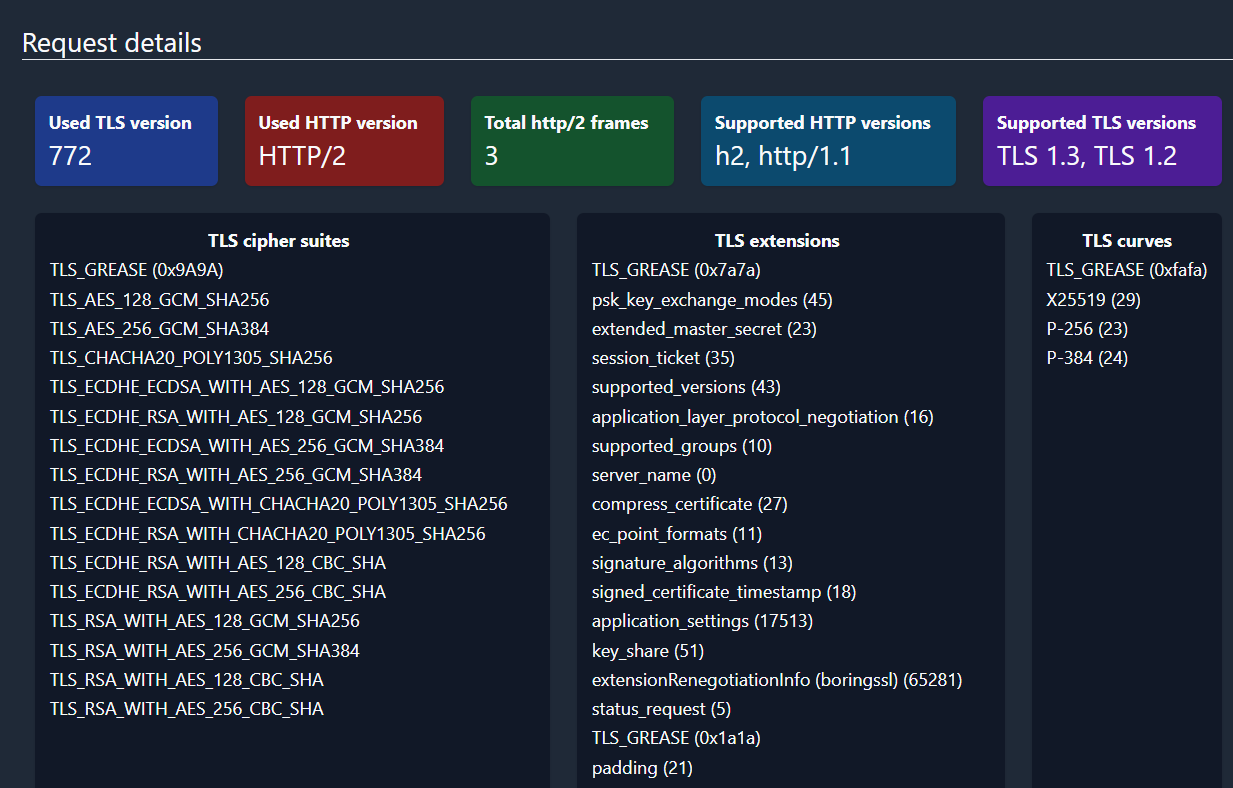 Request details
Used TLS version
772
Used HTTP version
HTTP/2
Total http/2 frames
3
Supported HTTP versions
h2, http/1.1
Supported TLS versions
TLS 1.3, TLS 1.2
TLS cipher suites
TLS_GREASE (0x9A9A)
TLS_AES_128_GCM_SHA256
TLS_AES_256_GCM_SHA384
TLS_CHACHA20_POLY1305_SHA256
TLS_ECDHE_ECDSA_WITH_AES_128_GCM_SHA256
TLS_ECDHE_RSA_WITH_AES_128_GCM_SHA256
TLS_ECDHE_ECDSA_WITH_AES_256_GCM_SHA384
TLS_ECDHE_RSA_WITH_AES_256_GCM_SHA384
TLS_ECDHE_ECDSA_WITH_CHACHA20_POLY1305_SHA256
TLS_ECDHE_RSA_WITH_CHACHA20_POLY1305_SHA256
TLS_ECDHE_RSA_WITH_AES_128_CBC_SHA
TLS_ECDHE_RSA_WITH_AES_256_CBC_SHA
TLS_RSA_WITH_AES_128_GCM_SHA256
TLS_RSA_WITH_AES_256_GCM_SHA384
TLS_RSA_WITH_AES_128_CBC_SHA
TLS_RSA_WITH_AES_256_CBC_SHA
TLS extensions
TLS_GREASE (0x7a7a)
psk_key_exchange_modes (45)
extended_master_secret (23)
session_ticket (35)
supported_versions (43)
application_layer_protocol_negotiation (16)
supported_groups (10)
server_name (0)
compress_certificate (27)
ec_point_formats (11)
signature_algorithms (13)
signed_certificate_timestamp (18)
application_settings (17513)
key_share (51)
extensionRenegotiationInfo (boringssl) (65281)
status_request (5)
TLS_GREASE (0x1a1a)
padding (21)
TLS curves
TLS_GREASE (0xfafa)
X25519 (29)
P-256 (23)
P-384 (24)